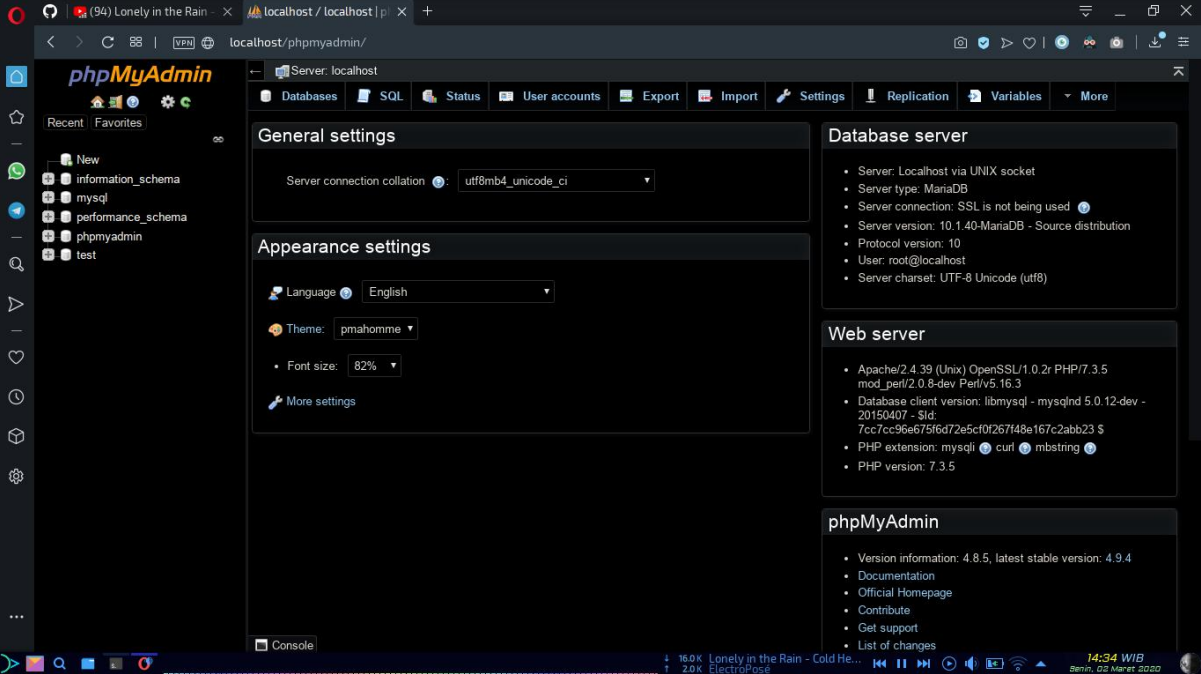 (94) Lonely in the Rain -
localhost / localhost | p
VPN
localhost/phpmyadmin/
phpMyAdmin
Recent
Favorites
New
information_schema
mysql
performance_schema
phpmyadmin
test
Server: localhost
Databases
SQL
Status
User accounts
Export
Import
Settings
Replication
Variables
More
General settings
Server connection collation :
utf8mb4_unicode_ci
Appearance settings
Language
English
Theme:
pmahomme
Font size:
82%
More settings
Console
Database server
Server: Localhost via UNIX socket
Server type: MariaDB
Server connection: SSL is not being used
Server version: 10.1.40-MariaDB - Source distribution
Protocol version: 10
User: root@localhost
Server charset: UTF-8 Unicode (utf8)
Web server
Apache/2.4.39 (Unix) OpenSSL/1.0.2r PHP/7.3.5
mod_perl/2.0.8-dev Perl/v5.16.3
Database client version: libmysql - mysqlnd 5.0.12-dev -
20150407 - $Id:
7cc7cc96e675f6d72e5cf0f267f48e167c2abb23 $
PHP extension: mysqli curl mbstring
PHP version: 7.3.5
phpMyAdmin
Version information: 4.8.5, latest stable version: 4.9.4
Documentation
Official Homepage
Contribute
Get support
List of changes
16.0K
2.0K
Lonely in the Rain - Cold He...
ElectroPosé
14:34 WIB
Senin, 02 Maret 2020